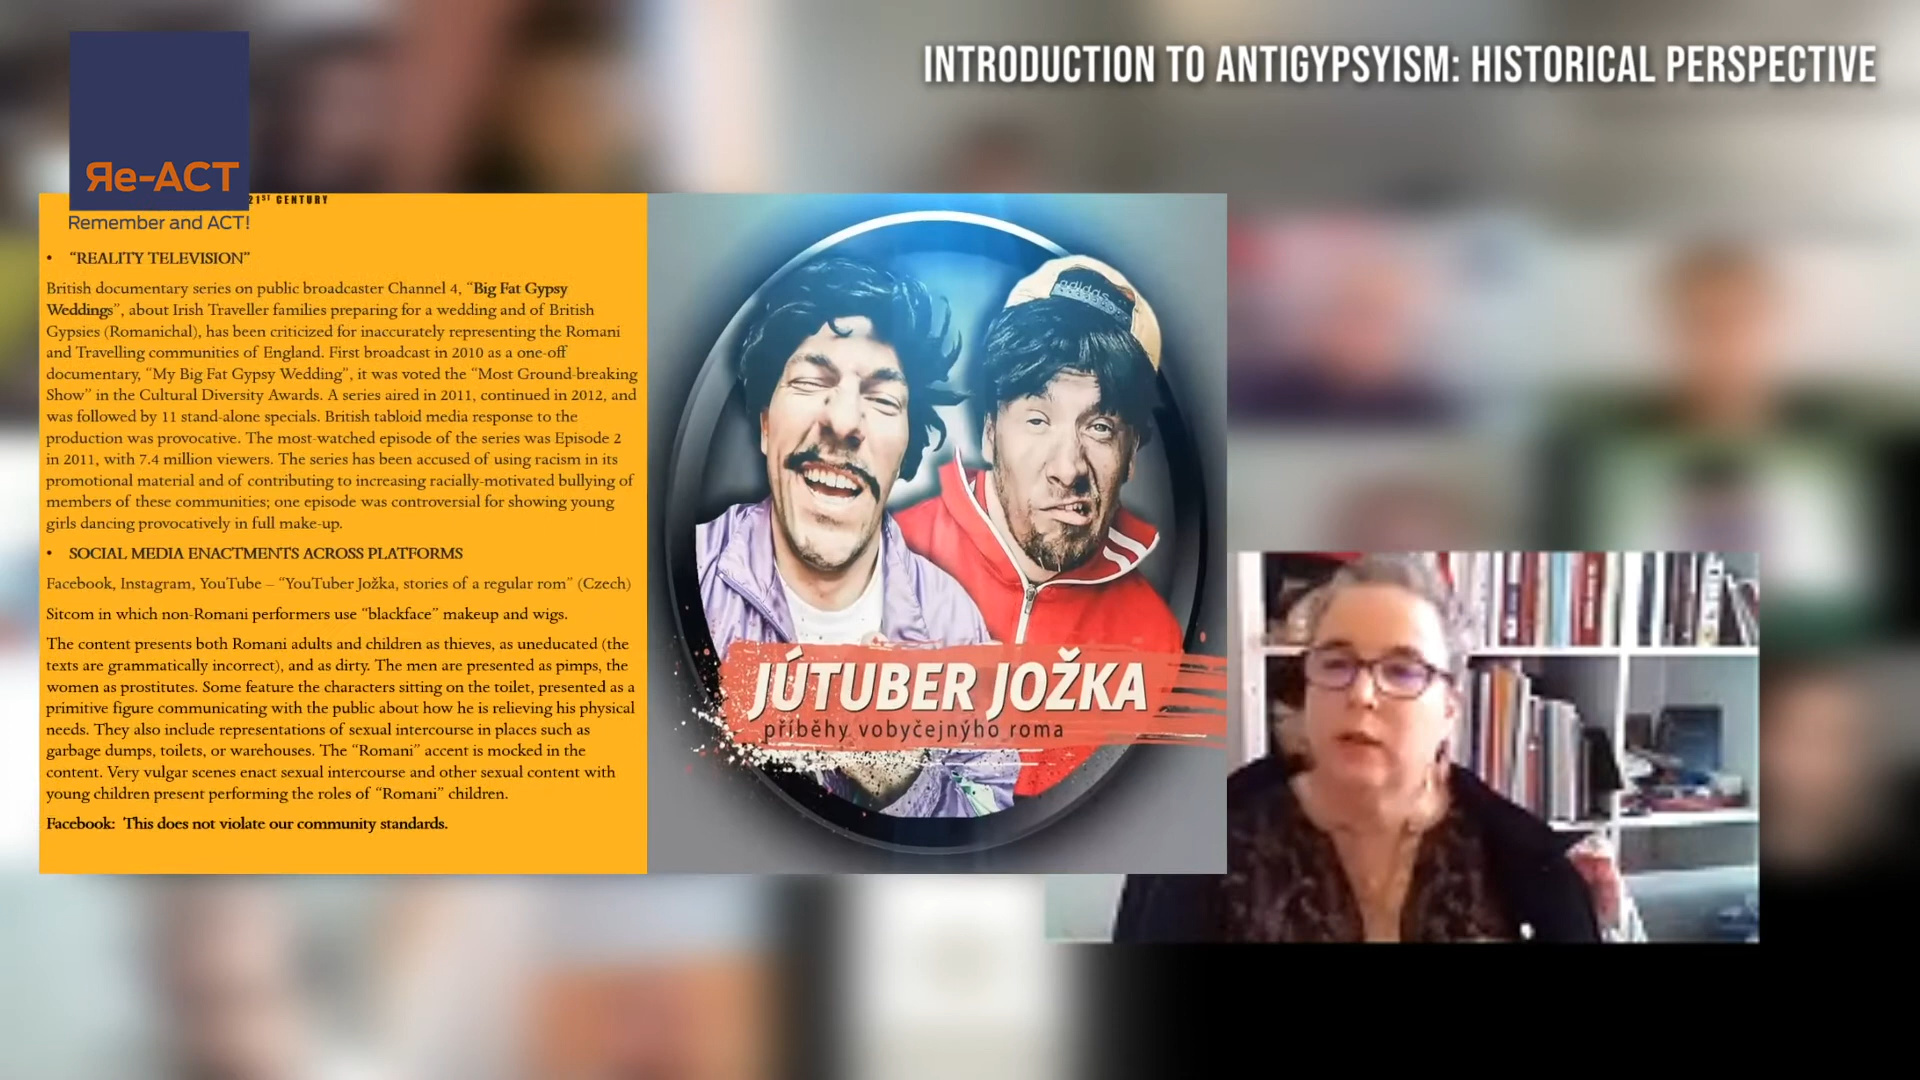 INTRODUCTION TO ANTIGYPSYISM: HISTORICAL PERSPECTIVE
Яe-ACT
21ST CENTURY
Remember and ACT!
• “REALITY TELEVISION”
British documentary series on public broadcaster Channel 4, “Big Fat Gypsy
Weddings”, about Irish Traveller families preparing for a wedding and of British
Gypsies (Romanichal), has been criticized for inaccurately representing the Romani
and Travelling communities of England. First broadcast in 2010 as a one-off
documentary, “My Big Fat Gypsy Wedding”, it was voted the “Most Ground-breaking
Show” in the Cultural Diversity Awards. A series aired in 2011, continued in 2012, and
was followed by 11 stand-alone specials. British tabloid media response to the
production was provocative. The most-watched episode of the series was Episode 2
in 2011, with 7.4 million viewers. The series has been accused of using racism in its
promotional material and of contributing to increasing racially-motivated bullying of
members of these communities; one episode was controversial for showing young
girls dancing provocatively in full make-up.
• SOCIAL MEDIA ENACTMENTS ACROSS PLATFORMS
Facebook, Instagram, YouTube – “YouTuber Jožka, stories of a regular rom” (Czech)
Sitcom in which non-Romani performers use “blackface” makeup and wigs.
The content presents both Romani adults and children as thieves, as uneducated (the
texts are grammatically incorrect), and as dirty. The men are presented as pimps, the
women as prostitutes. Some feature the characters sitting on the toilet, presented as a
primitive figure communicating with the public about how he is relieving his physical
needs. They also include representations of sexual intercourse in places such as
garbage dumps, toilets, or warehouses. The “Romani” accent is mocked in the
content. Very vulgar scenes enact sexual intercourse and other sexual content with
young children present performing the roles of “Romani” children.
Facebook: This does not violate our community standards.
adidas
JÚTUBER JOŽKA
příběhy vobyčejnýho roma